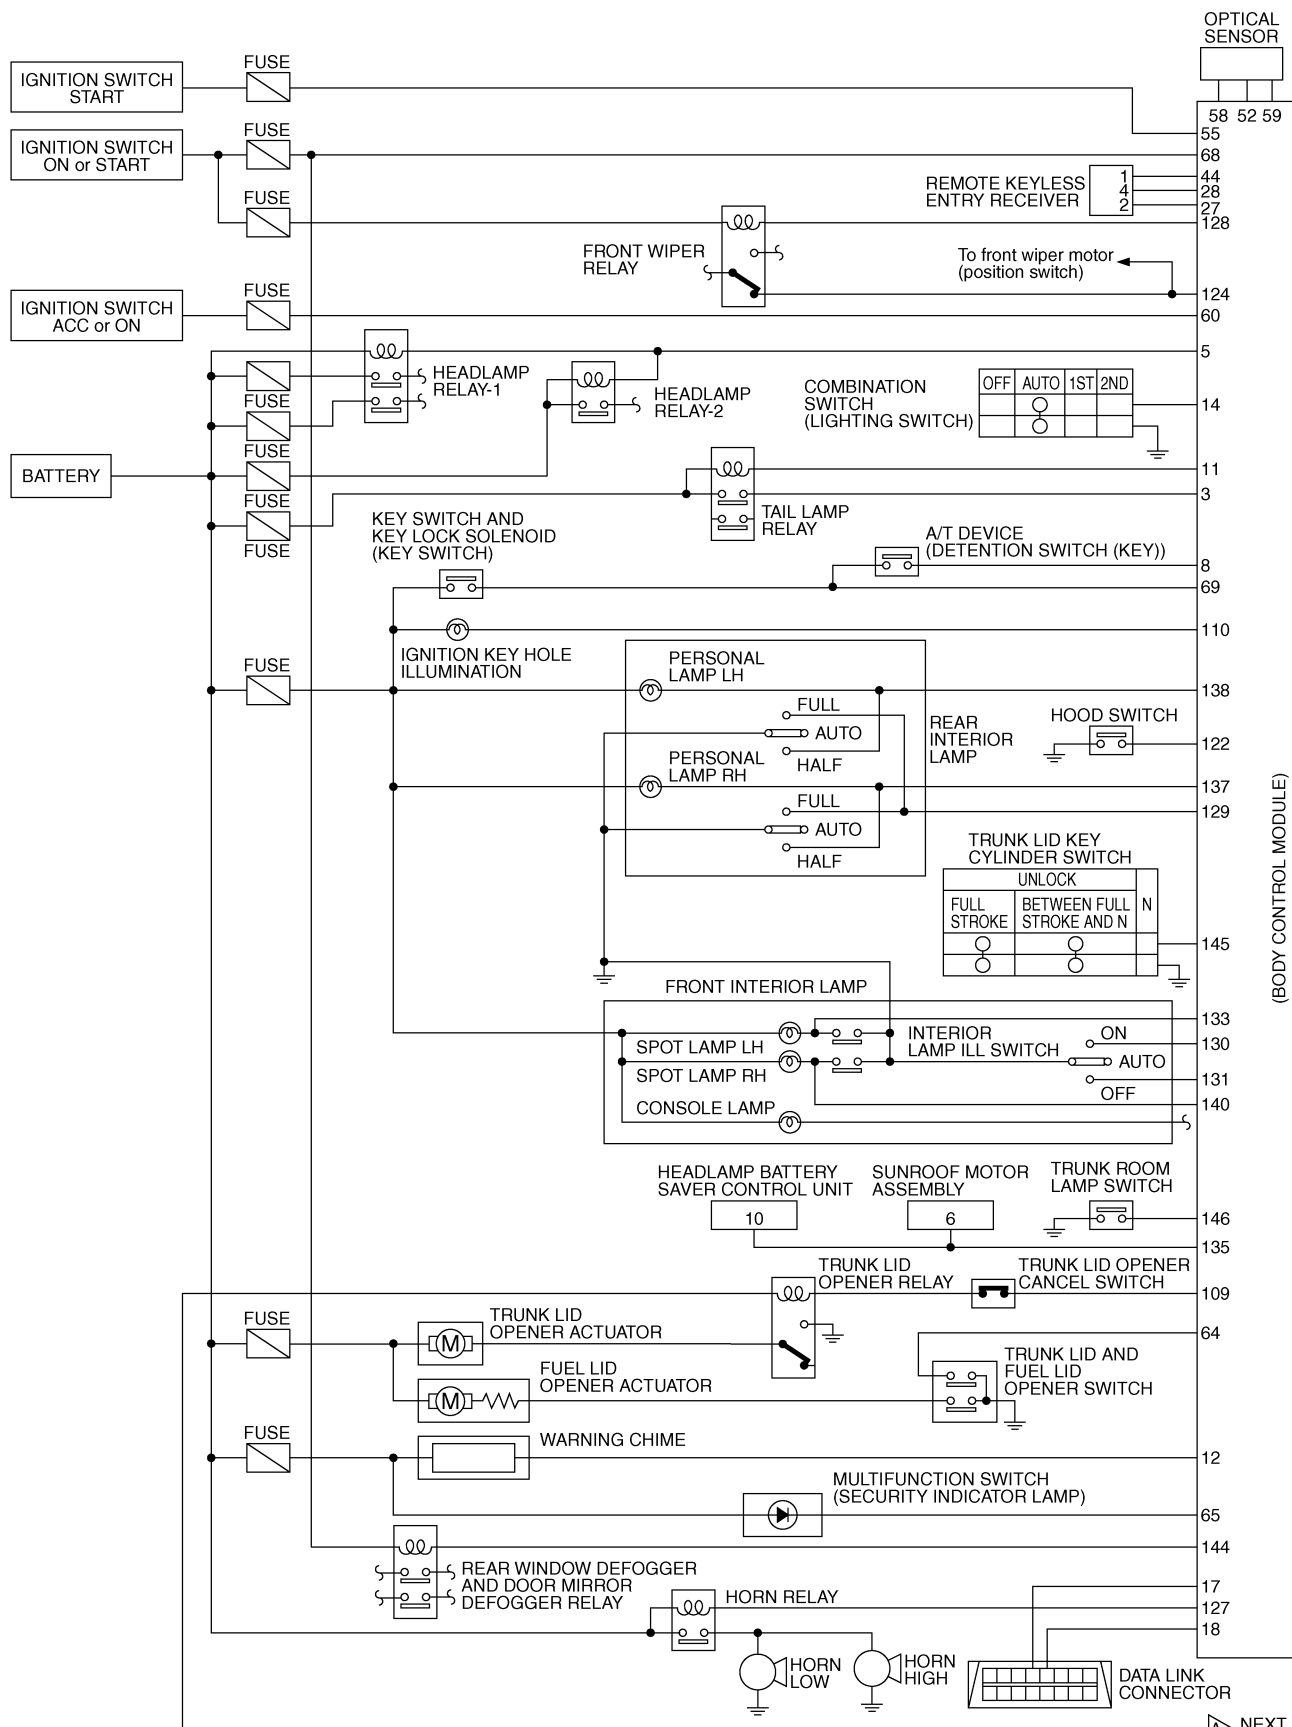 OPTICAL
SENSOR
FUSE
IGNITION SWITCH
START
58 52 59
55
FUSE
IGNITION SWITCH
ON or START
68
REMOTE KEYLESS
ENTRY RECEIVER
1
4
2
44
28
27
FUSE
128
FRONT WIPER
RELAY
To front wiper motor
(position switch)
124
FUSE
IGNITION SWITCH
ACC or ON
60
5
HEADLAMP
RELAY-1
FUSE
HEADLAMP
RELAY-2
COMBINATION
SWITCH
(LIGHTING SWITCH)
OFF AUTO 1ST 2ND
14
FUSE
BATTERY
11
FUSE
3
TAIL LAMP
RELAY
FUSE
KEY SWITCH AND
KEY LOCK SOLENOID
(KEY SWITCH)
A/T DEVICE
(DETENTION SWITCH (KEY))
8
69
110
IGNITION KEY HOLE
ILLUMINATION
FUSE
PERSONAL
LAMP LH
138
FULL
AUTO
HALF
REAR
INTERIOR
LAMP
HOOD SWITCH
122
PERSONAL
LAMP RH
137
FULL
129
AUTO
HALF
(BODY CONTROL MODULE)
TRUNK LID KEY
CYLINDER SWITCH
UNLOCK
FULL
STROKE
BETWEEN FULL
STROKE AND N
N
145
FRONT INTERIOR LAMP
133
SPOT LAMP LH
INTERIOR
LAMP ILL SWITCH
ON
130
AUTO
SPOT LAMP RH
131
OFF
140
CONSOLE LAMP
HEADLAMP BATTERY
SAVER CONTROL UNIT
10
SUNROOF MOTOR
ASSEMBLY
6
TRUNK ROOM
LAMP SWITCH
146
135
TRUNK LID
OPENER RELAY
TRUNK LID OPENER
CANCEL SWITCH
109
FUSE
TRUNK LID
OPENER ACTUATOR
M
64
FUEL LID
OPENER ACTUATOR
M
TRUNK LID AND
FUEL LID
OPENER SWITCH
FUSE
WARNING CHIME
12
MULTIFUNCTION SWITCH
(SECURITY INDICATOR LAMP)
65
144
REAR WINDOW DEFOGGER
AND DOOR MIRROR
DEFOGGER RELAY
17
HORN RELAY
127
18
HORN
LOW
HORN
HIGH
DATA LINK
CONNECTOR
NEXT